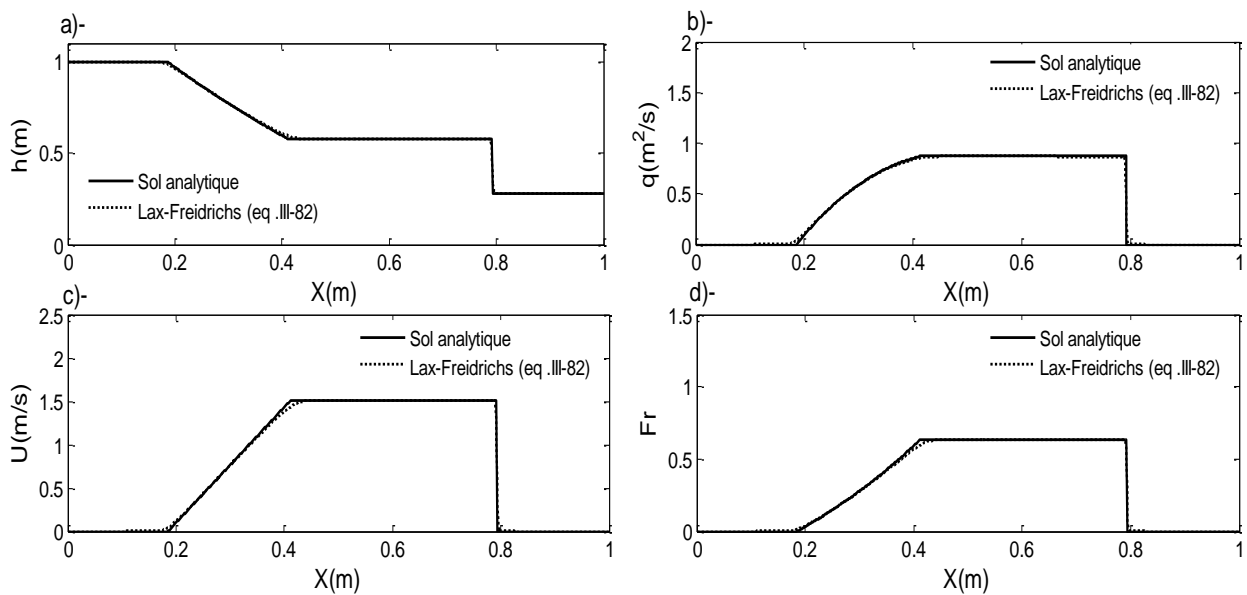 a)-
1
0.5
0
h(m)
Sol analytique
Lax-Freidrichs (eq .III-82)
0 0.2 0.4 0.6 0.8 1
X(m)
b)-
2
1.5
1
0.5
0
q(m²/s)
Sol analytique
Lax-Freidrichs (eq .III-82)
0 0.2 0.4 0.6 0.8 1
X(m)
c)-
2.5
2
1.5
1
0.5
0
U(m/s)
Sol analytique
Lax-Freidrichs (eq .III-82)
0 0.2 0.4 0.6 0.8 1
X(m)
d)-
1.5
1
0.5
0
Fr
Sol analytique
Lax-Freidrichs (eq .III-82)
0 0.2 0.4 0.6 0.8 1
X(m)